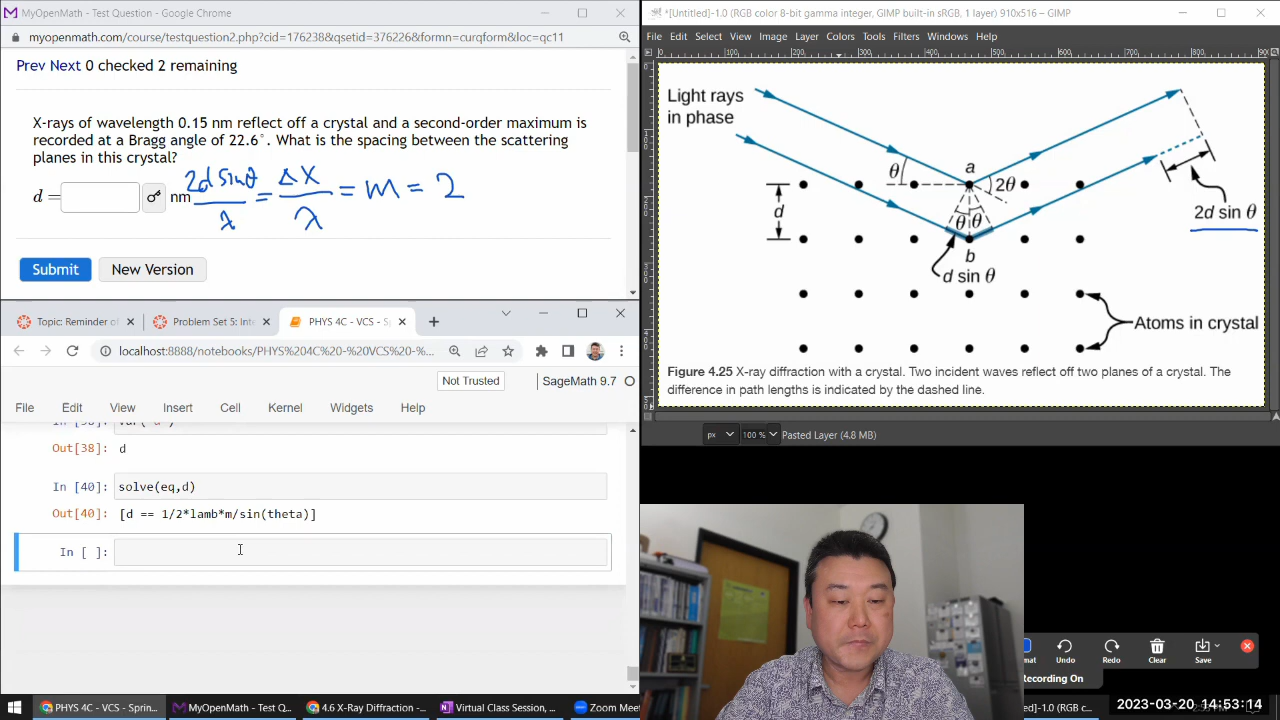 MyOpenMath - Test Question - Google Chrome
myopenmath.com/course/testquestion2.php?cid=176238&qsetid=376226&formn=curqform&loc=qc11
Prev Next 0 checked 2 remaining
X-rays of wavelength 0.15 nm reflect off a crystal and a second-order maximum is
recorded at a Bragg angle of 22.6°. What is the spacing between the scattering
planes in this crystal?
d = nm
2d sinθ / λ = ΔX / λ = m = 2
Submit
New Version
Topic: Reminder of
Problem Set 5: Inte
PHYS 4C - VCS - S
localhost:8888/notebooks/PHYS%204C%20-%20VCS%20-%...
Not Trusted
SageMath 9.7
File Edit View Insert Cell Kernel Widgets Help
Out[38]: d
In [40]: solve(eq,d)
Out[40]: [d == 1/2*lamb*m/sin(theta)]
In [ ]:
*[Untitled]-1.0 (RGB color 8-bit gamma integer, GIMP built-in sRGB, 1 layer) 910x516 – GIMP
File Edit Select View Image Layer Colors Tools Filters Windows Help
Light rays
in phase
θ
a
2θ
d
θ θ
b
d sin θ
2d sin θ
Atoms in crystal
Figure 4.25 X-ray diffraction with a crystal. Two incident waves reflect off two planes of a crystal. The
difference in path lengths is indicated by the dashed line.
px 100 % Pasted Layer (4.8 MB)
mat Undo Redo Clear Save
Recording On
PHYS 4C - VCS - Sprin...
MyOpenMath - Test Q...
4.6 X-Ray Diffraction -...
Virtual Class Session, ...
Zoom Meet
]-1.0 (RGB c...
2023-03-20 14:53:14